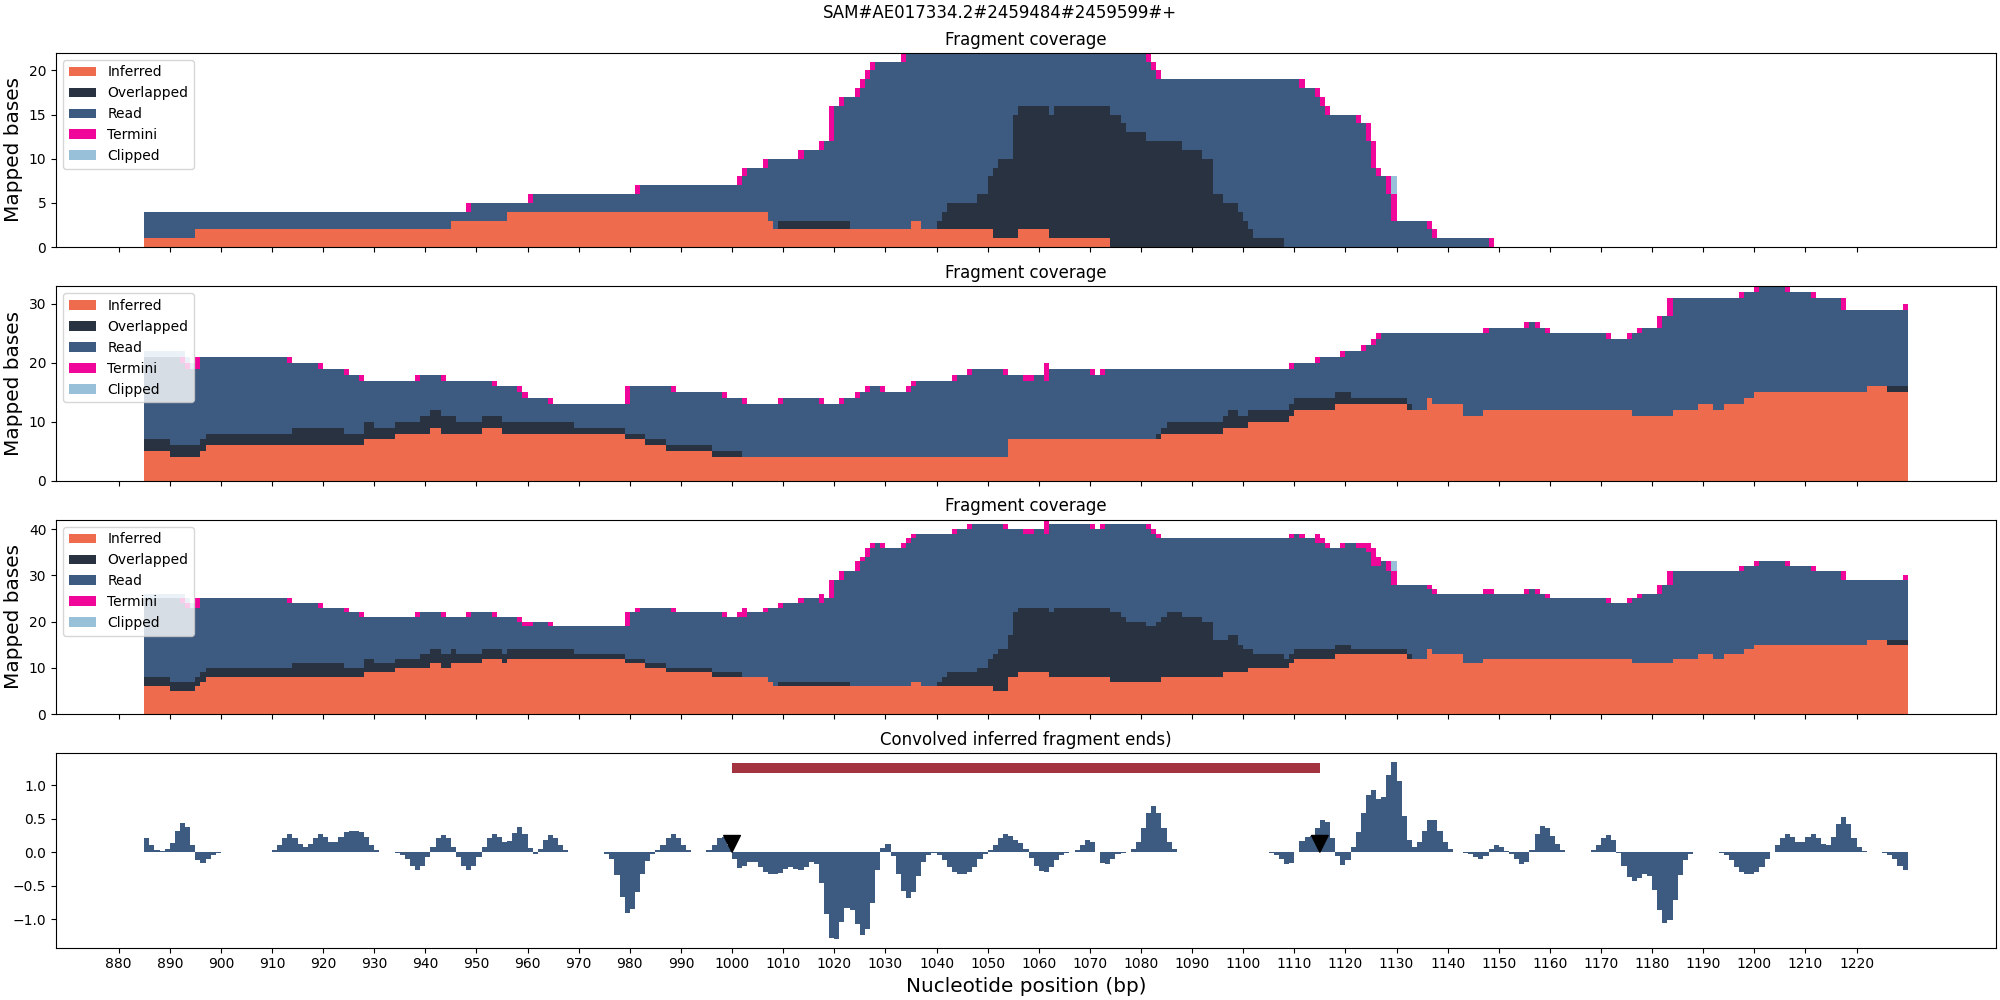 SAM#AE017334.2#2459484#2459599#+
Fragment coverage
Mapped bases
20
15
10
5
0
Inferred
Overlapped
Read
Termini
Clipped
Fragment coverage
Mapped bases
30
20
10
0
Inferred
Overlapped
Read
Termini
Clipped
Fragment coverage
Mapped bases
40
30
20
10
0
Inferred
Overlapped
Read
Termini
Clipped
Convolved inferred fragment ends)
1.0
0.5
0.0
−0.5
−1.0
880 890 900 910 920 930 940 950 960 970 980 990 1000 1010 1020 1030 1040 1050 1060 1070 1080 1090 1100 1110 1120 1130 1140 1150 1160 1170 1180 1190 1200 1210 1220
Nucleotide position (bp)